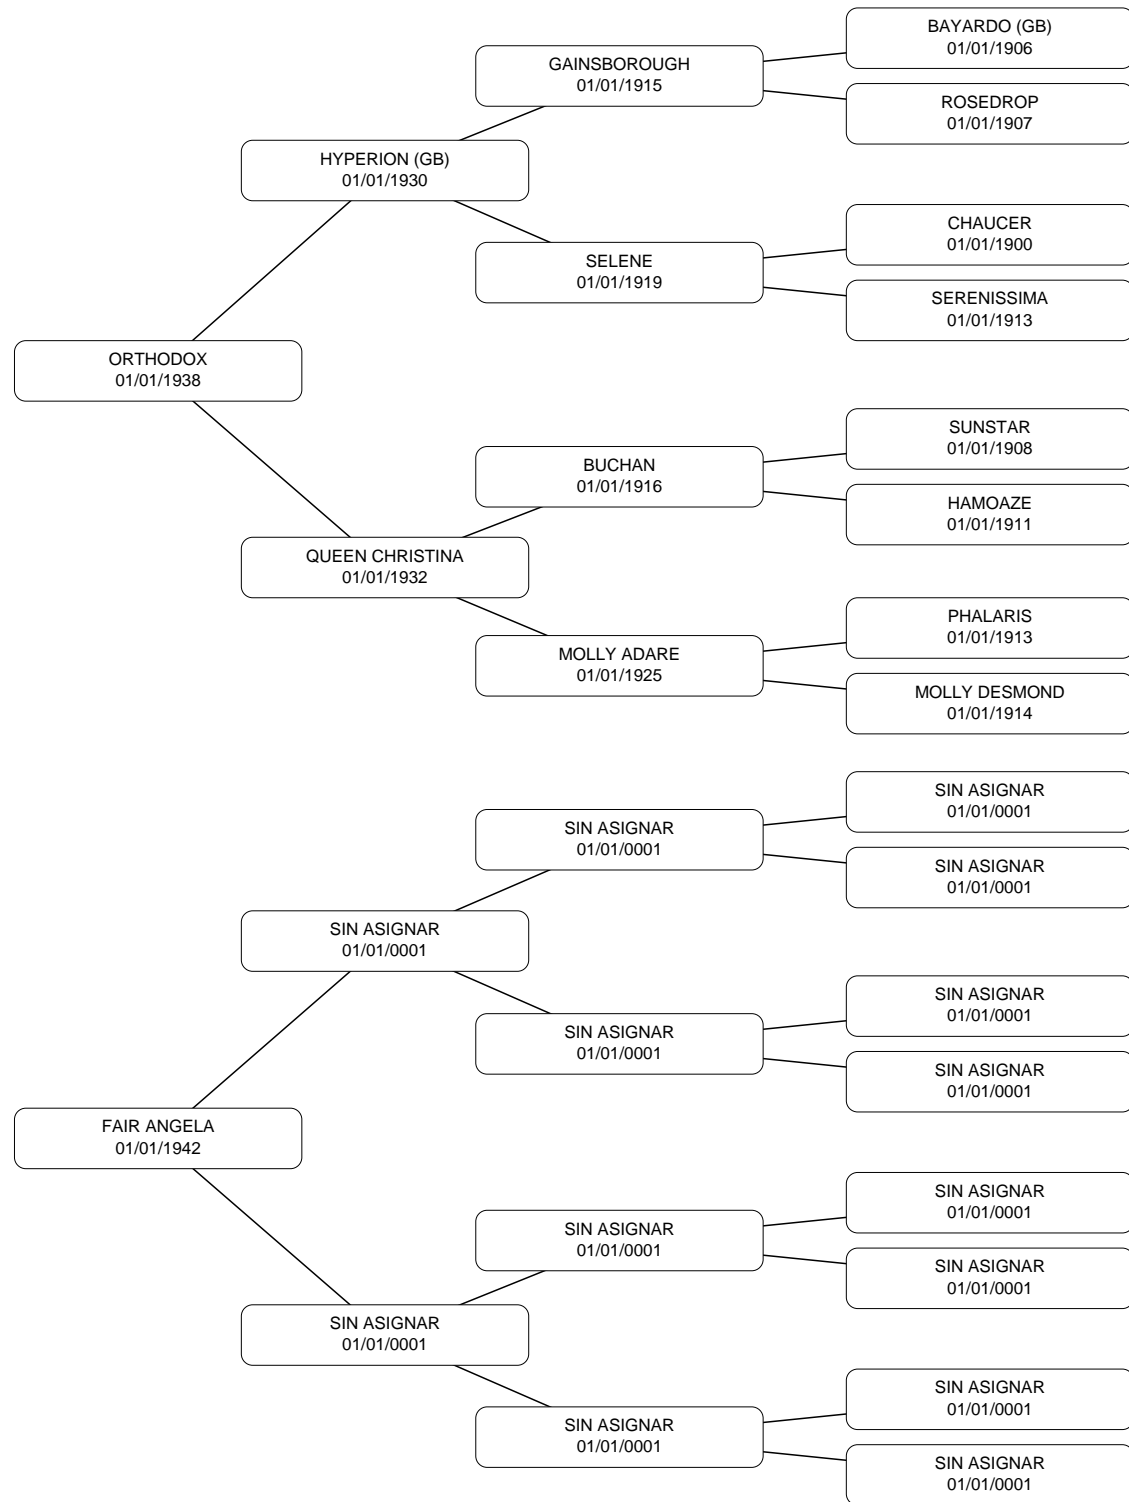 BAYARDO (GB)
01/01/1906
GAINSBOROUGH
01/01/1915
ROSEDROP
01/01/1907
HYPERION (GB)
01/01/1930
CHAUCER
01/01/1900
SELENE
01/01/1919
SERENISSIMA
01/01/1913
ORTHODOX
01/01/1938
SUNSTAR
01/01/1908
BUCHAN
01/01/1916
HAMOAZE
01/01/1911
QUEEN CHRISTINA
01/01/1932
PHALARIS
01/01/1913
MOLLY ADARE
01/01/1925
MOLLY DESMOND
01/01/1914
SIN ASIGNAR
01/01/0001
SIN ASIGNAR
01/01/0001
SIN ASIGNAR
01/01/0001
SIN ASIGNAR
01/01/0001
SIN ASIGNAR
01/01/0001
SIN ASIGNAR
01/01/0001
SIN ASIGNAR
01/01/0001
FAIR ANGELA
01/01/1942
SIN ASIGNAR
01/01/0001
SIN ASIGNAR
01/01/0001
SIN ASIGNAR
01/01/0001
SIN ASIGNAR
01/01/0001
SIN ASIGNAR
01/01/0001
SIN ASIGNAR
01/01/0001
SIN ASIGNAR
01/01/0001